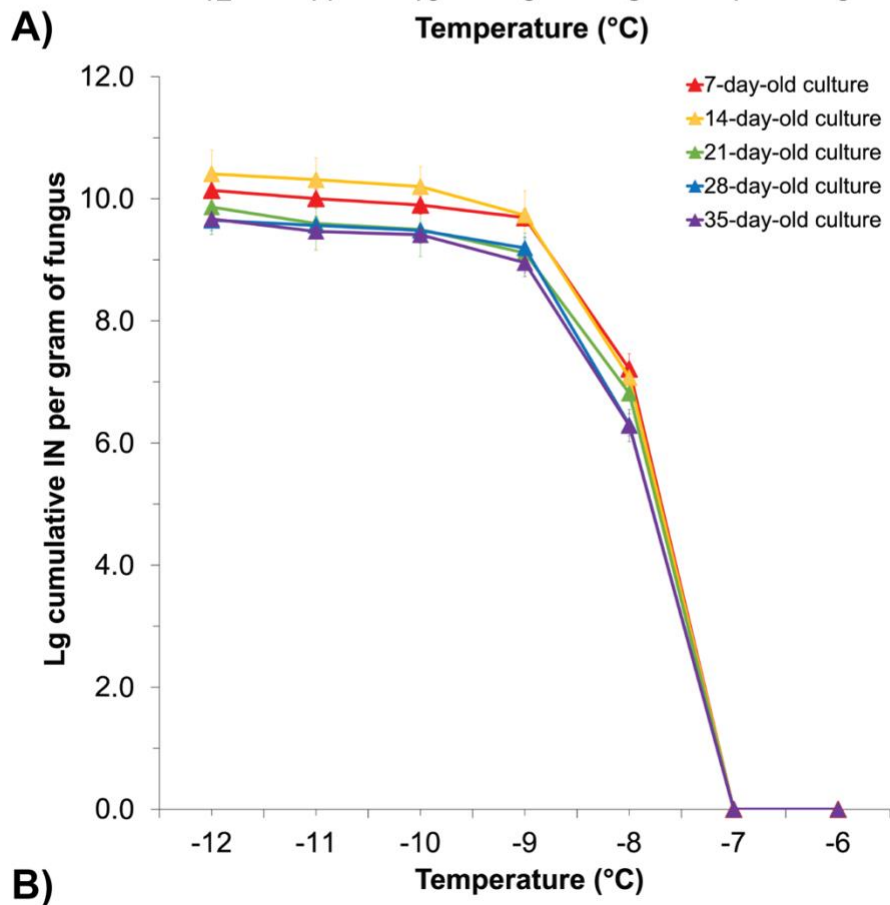 A)
Temperature (°C)
12.0
7-day-old culture
14-day-old culture
21-day-old culture
28-day-old culture
35-day-old culture
10.0
8.0
6.0
4.0
2.0
0.0
Lg cumulative IN per gram of fungus
-12 -11 -10 -9 -8 -7 -6
Temperature (°C)
B)